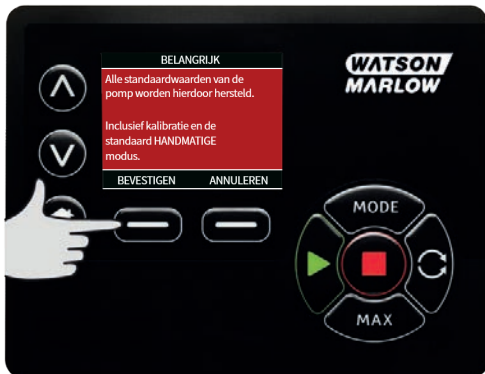 BELANGRIJK
Alle standaardwaarden van de
pomp worden hierdoor hersteld.
Inclusief kalibratie en de
standaard HANDMATIGE
modus.
BEVESTIGEN ANNULEREN
WATSON
MARLOW
MODE
MAX